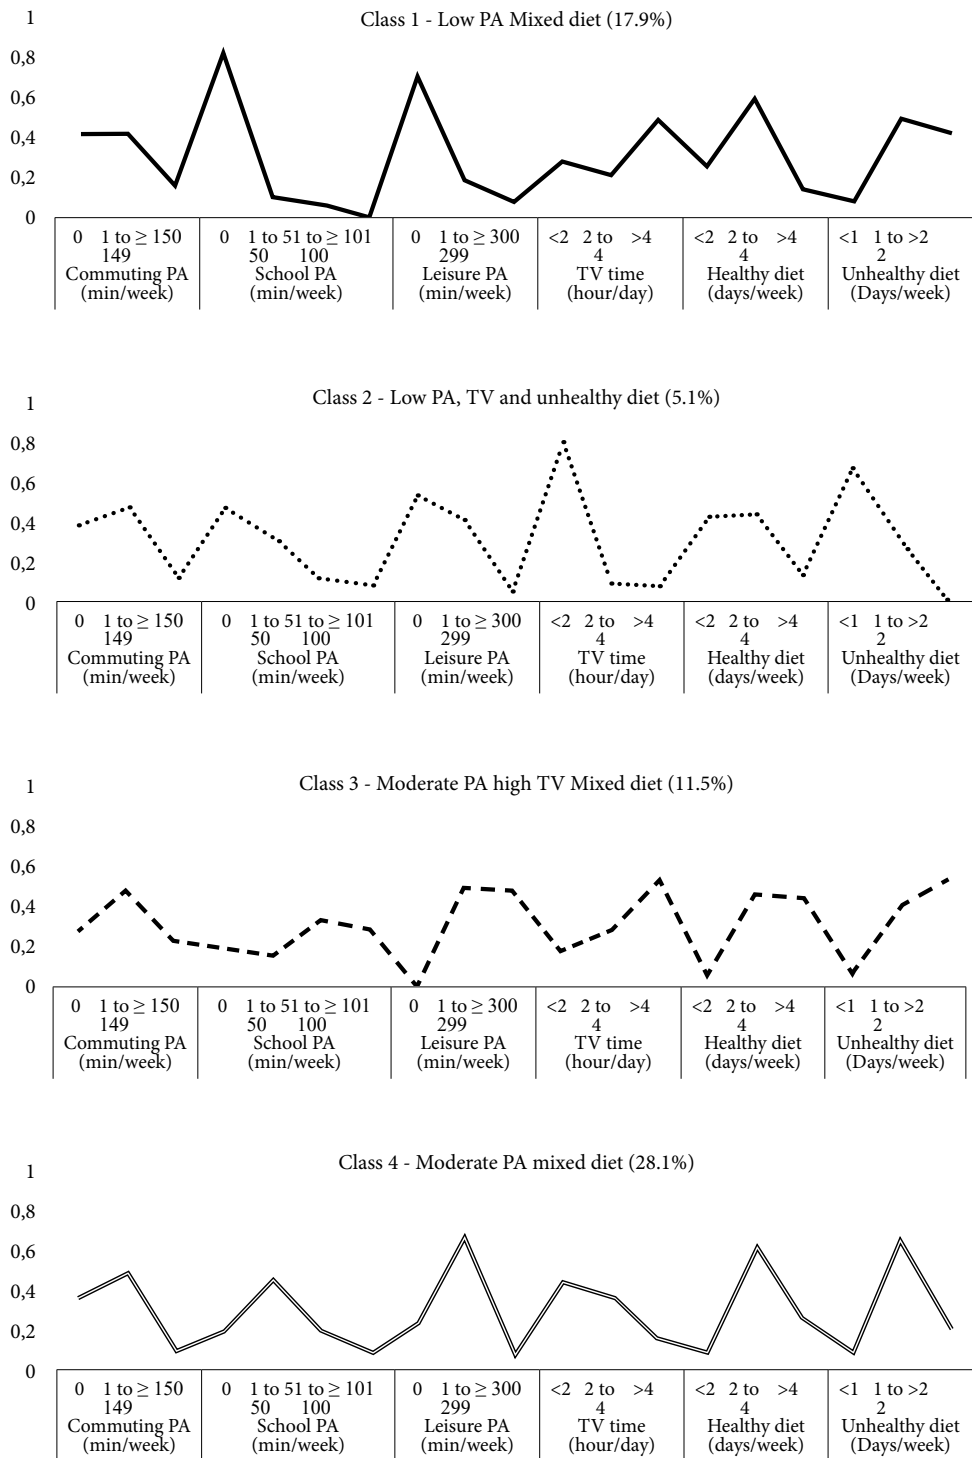 Class 1 - Low PA Mixed diet (17.9%)
1
0,8
0,6
0,4
0,2
0
0 1 to ≥ 150 0 1 to 51 to ≥ 101 0 1 to ≥ 300 <2 2 to >4 <2 2 to >4 <1 1 to >2
149 50 100 299 4 4 2
Commuting PA School PA Leisure PA TV time Healthy diet Unhealthy diet
(min/week) (min/week) (min/week) (hour/day) (days/week) (Days/week)
Class 2 - Low PA, TV and unhealthy diet (5.1%)
1
0,8
0,6
0,4
0,2
0
0 1 to ≥ 150 0 1 to 51 to ≥ 101 0 1 to ≥ 300 <2 2 to >4 <2 2 to >4 <1 1 to >2
149 50 100 299 4 4 2
Commuting PA School PA Leisure PA TV time Healthy diet Unhealthy diet
(min/week) (min/week) (min/week) (hour/day) (days/week) (Days/week)
Class 3 - Moderate PA high TV Mixed diet (11.5%)
1
0,8
0,6
0,4
0,2
0
0 1 to ≥ 150 0 1 to 51 to ≥ 101 0 1 to ≥ 300 <2 2 to >4 <2 2 to >4 <1 1 to >2
149 50 100 299 4 4 2
Commuting PA School PA Leisure PA TV time Healthy diet Unhealthy diet
(min/week) (min/week) (min/week) (hour/day) (days/week) (Days/week)
Class 4 - Moderate PA mixed diet (28.1%)
1
0,8
0,6
0,4
0,2
0
0 1 to ≥ 150 0 1 to 51 to ≥ 101 0 1 to ≥ 300 <2 2 to >4 <2 2 to >4 <1 1 to >2
149 50 100 299 4 4 2
Commuting PA School PA Leisure PA TV time Healthy diet Unhealthy diet
(min/week) (min/week) (min/week) (hour/day) (days/week) (Days/week)